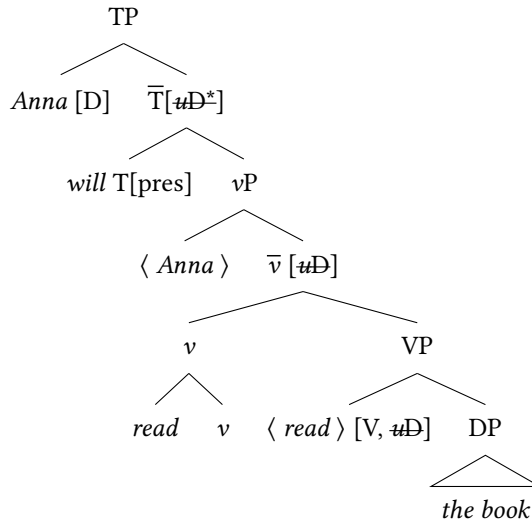 TP
Anna [D] T̅[uD*]
will T[pres] vP
⟨ Anna ⟩ v̅ [uD]
v VP
read v ⟨ read ⟩ [V, uD] DP
the book